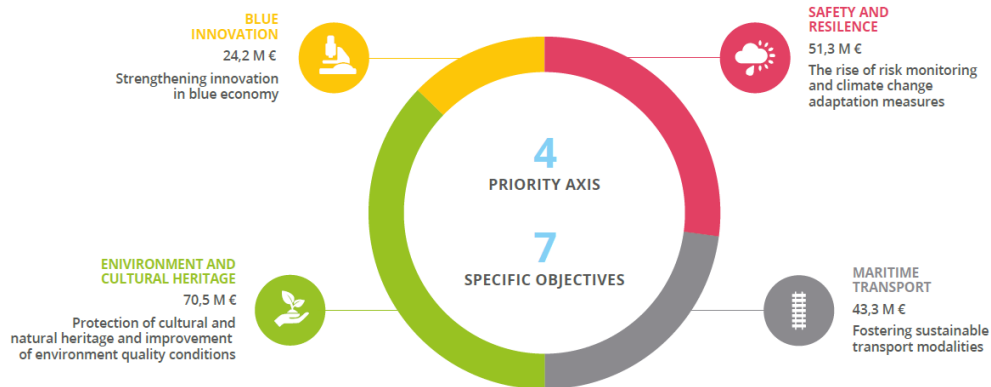 BLUE
INNOVATION
24,2 M €
Strengthening innovation
in blue economy
SAFETY AND
RESILENCE
51,3 M €
The rise of risk monitoring
and climate change
adaptation measures
4
PRIORITY AXIS
7
SPECIFIC OBJECTIVES
ENIVIRONMENT AND
CULTURAL HERITAGE
70,5 M €
Protection of cultural and
natural heritage and improvement
of environment quality conditions
MARITIME
TRANSPORT
43,3 M €
Fostering sustainable
transport modalities